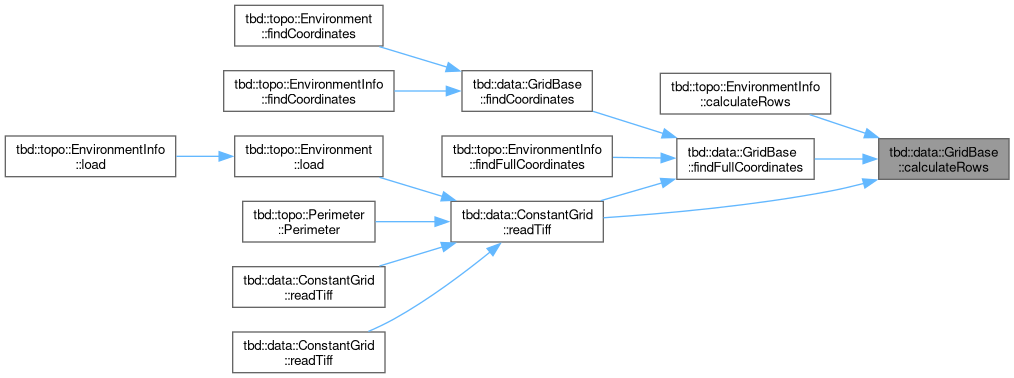 tbd::topo::Environment
::findCoordinates
tbd::topo::EnvironmentInfo
::findCoordinates
tbd::data::GridBase
::findCoordinates
tbd::topo::EnvironmentInfo
::calculateRows
tbd::topo::EnvironmentInfo
::load
tbd::topo::Environment
::load
tbd::topo::EnvironmentInfo
::findFullCoordinates
tbd::data::GridBase
::findFullCoordinates
tbd::data::GridBase
::calculateRows
tbd::topo::Perimeter
::Perimeter
tbd::data::ConstantGrid
::readTiff
tbd::data::ConstantGrid
::readTiff
tbd::data::ConstantGrid
::readTiff